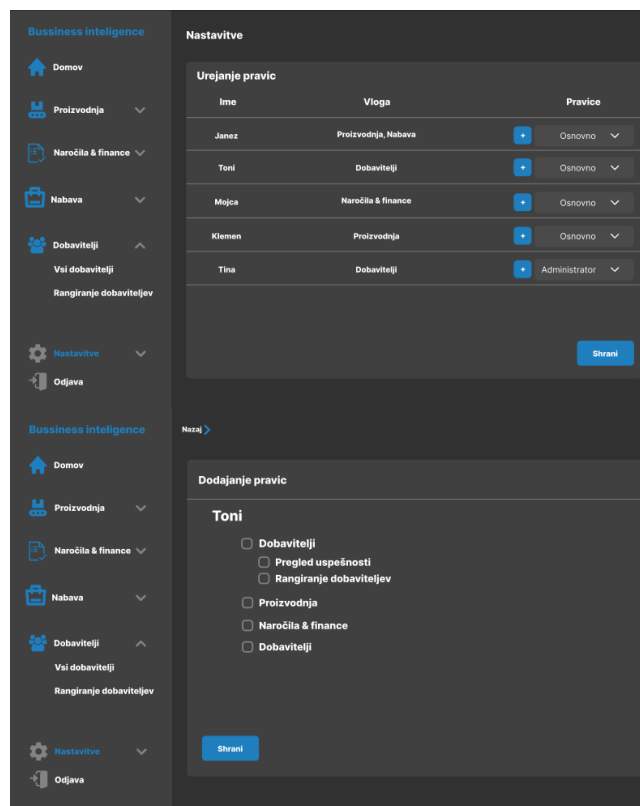 Bussiness inteligence
Domov
Proizvodnja
Naročila & finance
Nabava
Dobavitelji
Vsi dobavitelji
Rangiranje dobaviteljev
Nastavitve
Odjava
Nastavitve
Urejanje pravic
Ime Vloga Pravice
Janez Proizvodnja, Nabava + Osnovno
Toni Dobavitelji + Osnovno
Mojca Naročila & finance + Osnovno
Klemen Proizvodnja + Osnovno
Tina Dobavitelji + Administrator
Shrani
Bussiness inteligence
Domov
Proizvodnja
Naročila & finance
Nabava
Dobavitelji
Vsi dobavitelji
Rangiranje dobaviteljev
Nastavitve
Odjava
Nazaj
Dodajanje pravic
Toni
Dobavitelji
Pregled uspešnosti
Rangiranje dobaviteljev
Proizvodnja
Naročila & finance
Dobavitelji
Shrani